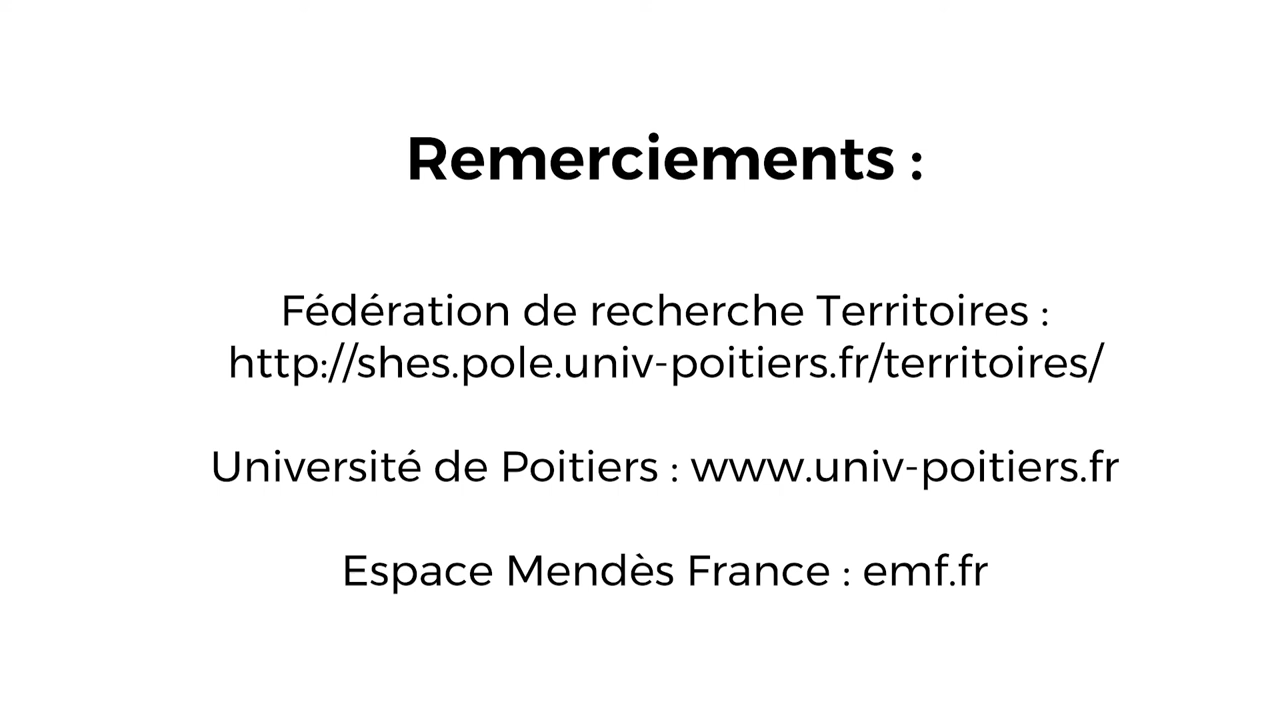 Remerciements :
Fédération de recherche Territoires :
http://shes.pole.univ-poitiers.fr/territoires/
Université de Poitiers : www.univ-poitiers.fr
Espace Mendès France : emf.fr